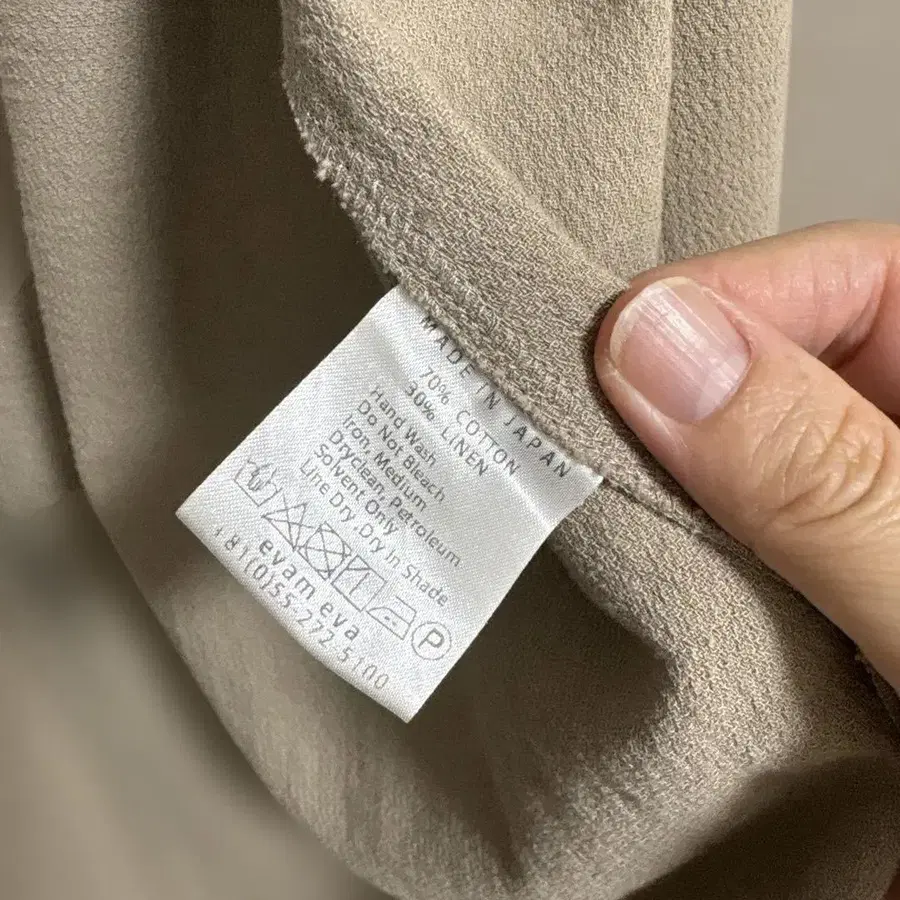 MADE IN JAPAN
70% COTTON
30% LINEN
Hand Wash
Do Not Bleach
Iron, Medium
Dryclean, Petroleum
Solvent Only
Line Dry ,Dry In Shade
P
evam eva
181(0)55-272 5100